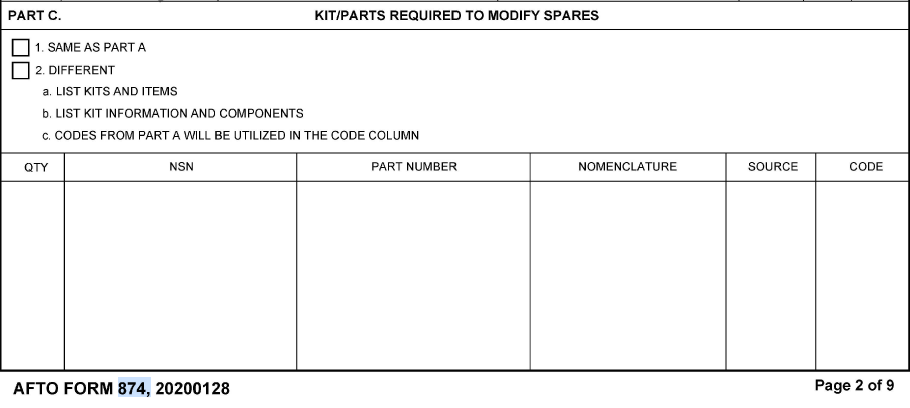 PART C. KIT/PARTS REQUIRED TO MODIFY SPARES
1. SAME AS PART A
2. DIFFERENT
a. LIST KITS AND ITEMS
b. LIST KIT INFORMATION AND COMPONENTS
c. CODES FROM PART A WILL BE UTILIZED IN THE CODE COLUMN
QTY NSN PART NUMBER NOMENCLATURE SOURCE CODE
AFTO FORM 874, 20200128 Page 2 of 9